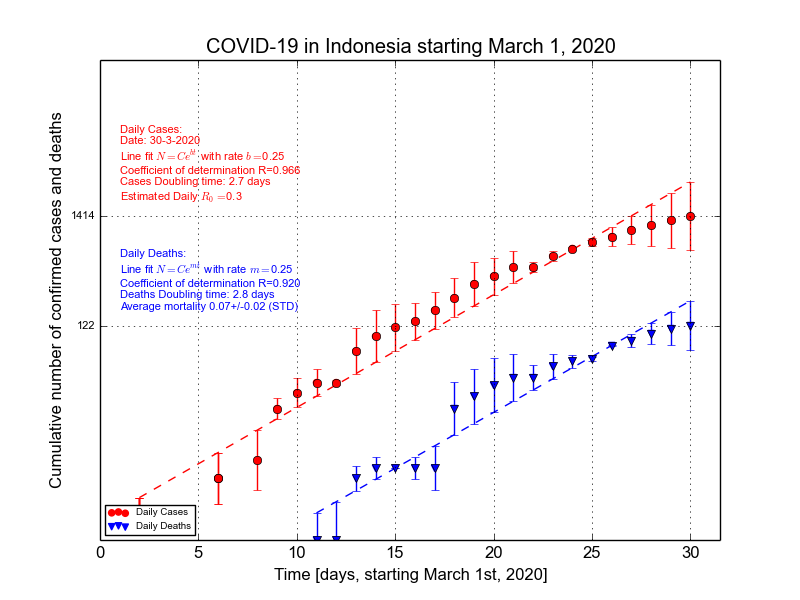 COVID-19 in Indonesia starting March 1, 2020
Cumulative number of confirmed cases and deaths
Daily Cases:
Date: 30-3-2020
Line fit N=Ce^{bt} with rate b=0.25
Coefficient of determination R=0.966
Cases Doubling time: 2.7 days
Estimated Daily R_0=0.3
1414
Daily Deaths:
Line fit N=Ce^{mt} with rate m=0.25
Coefficient of determination R=0.920
Deaths Doubling time: 2.8 days
Average mortality 0.07+/-0.02 (STD)
122
Daily Cases
Daily Deaths
0 5 10 15 20 25 30
Time [days, starting March 1st, 2020]